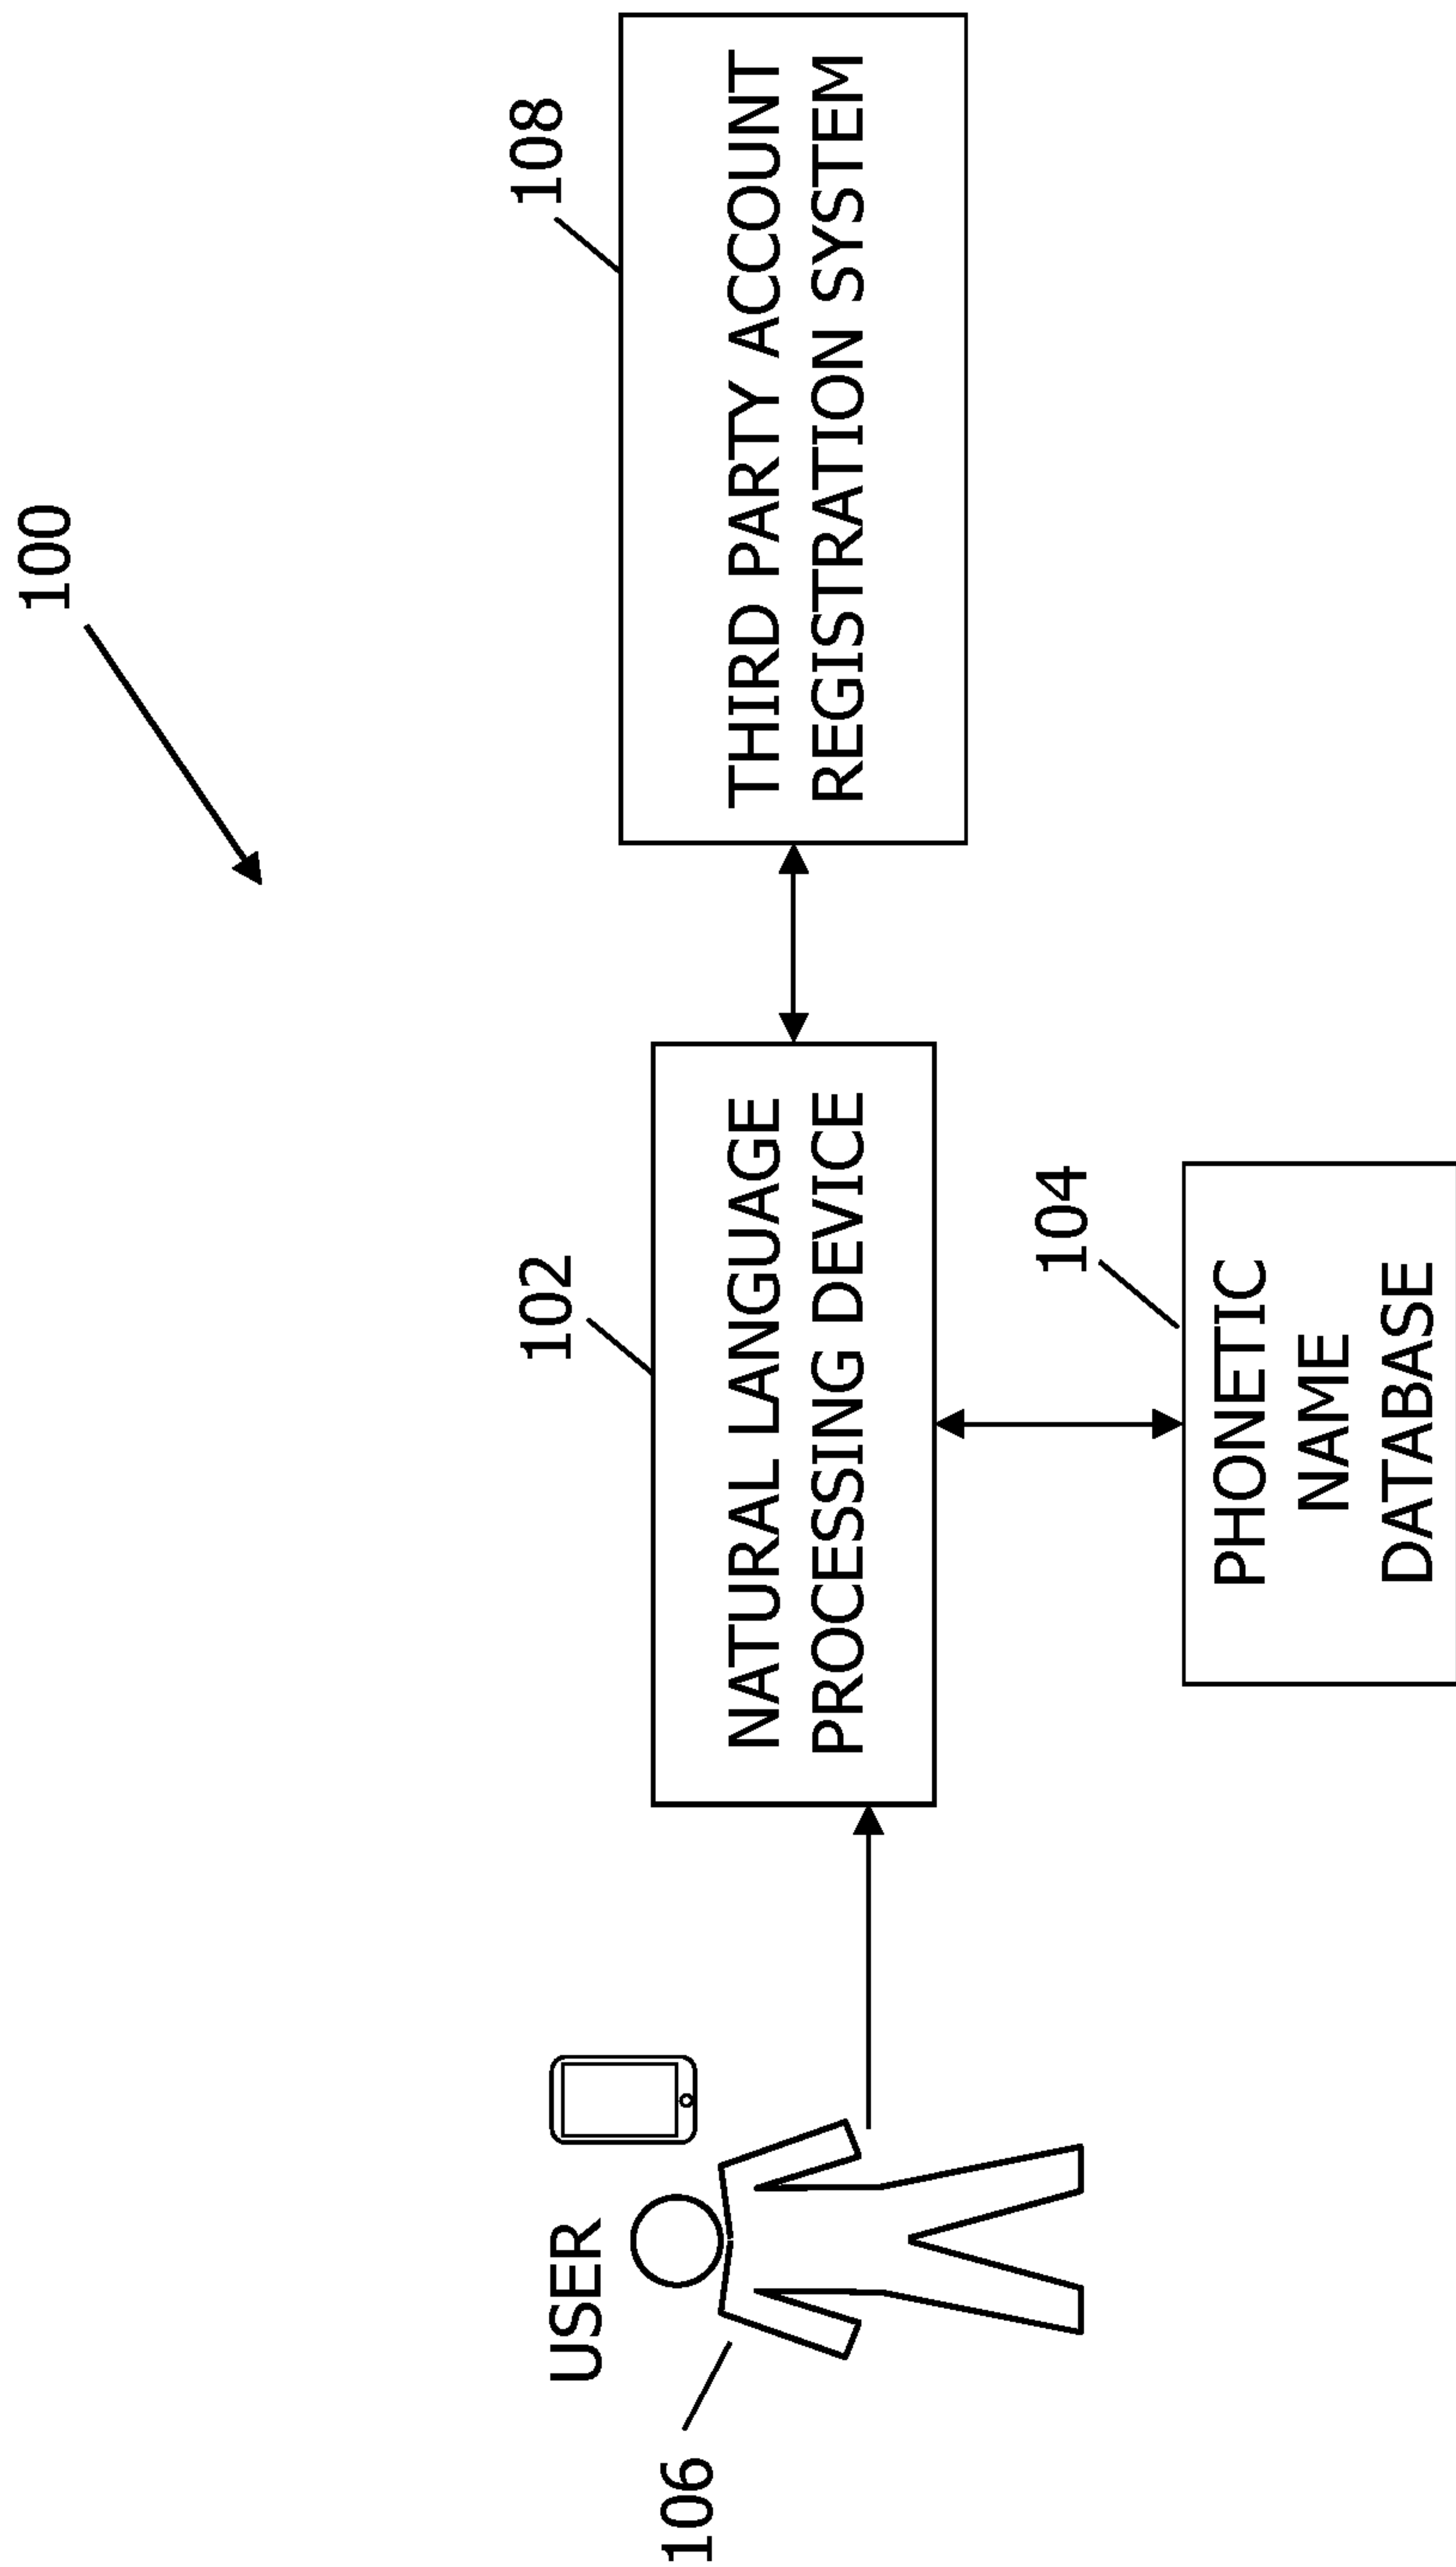 100
USER
106
102
NATURAL LANGUAGE
PROCESSING DEVICE
108
THIRD PARTY ACCOUNT
REGISTRATION SYSTEM
104
PHONETIC
NAME
DATABASE